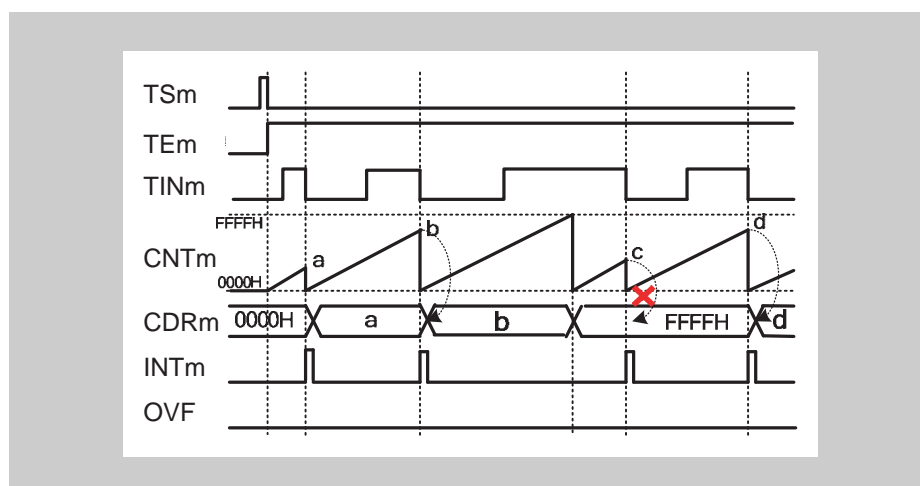 TSm
TEm
TINm
FFFFH
CNTm
a
b
c
d
0000H
CDRm
0000H
a
b
FFFFH
d
INTm
OVF